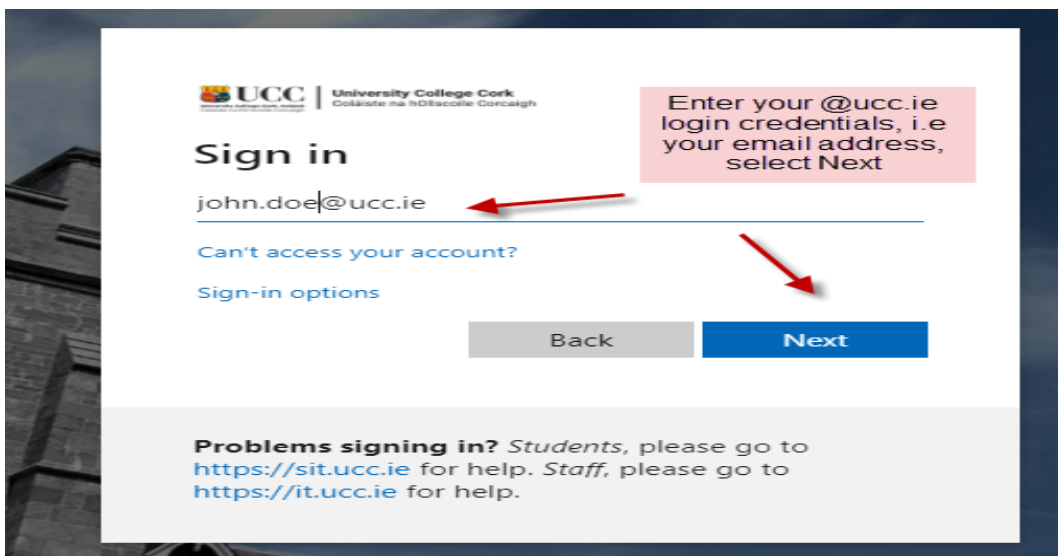 UCC
University College Cork
Coláiste na hOllscoile Corcaigh
Enter your @ucc.ie
login credentials, i.e
your email address,
select Next
Sign in
john.doe@ucc.ie
Can't access your account?
Sign-in options
Back
Next
Problems signing in? Students, please go to
https://sit.ucc.ie for help. Staff, please go to
https://it.ucc.ie for help.